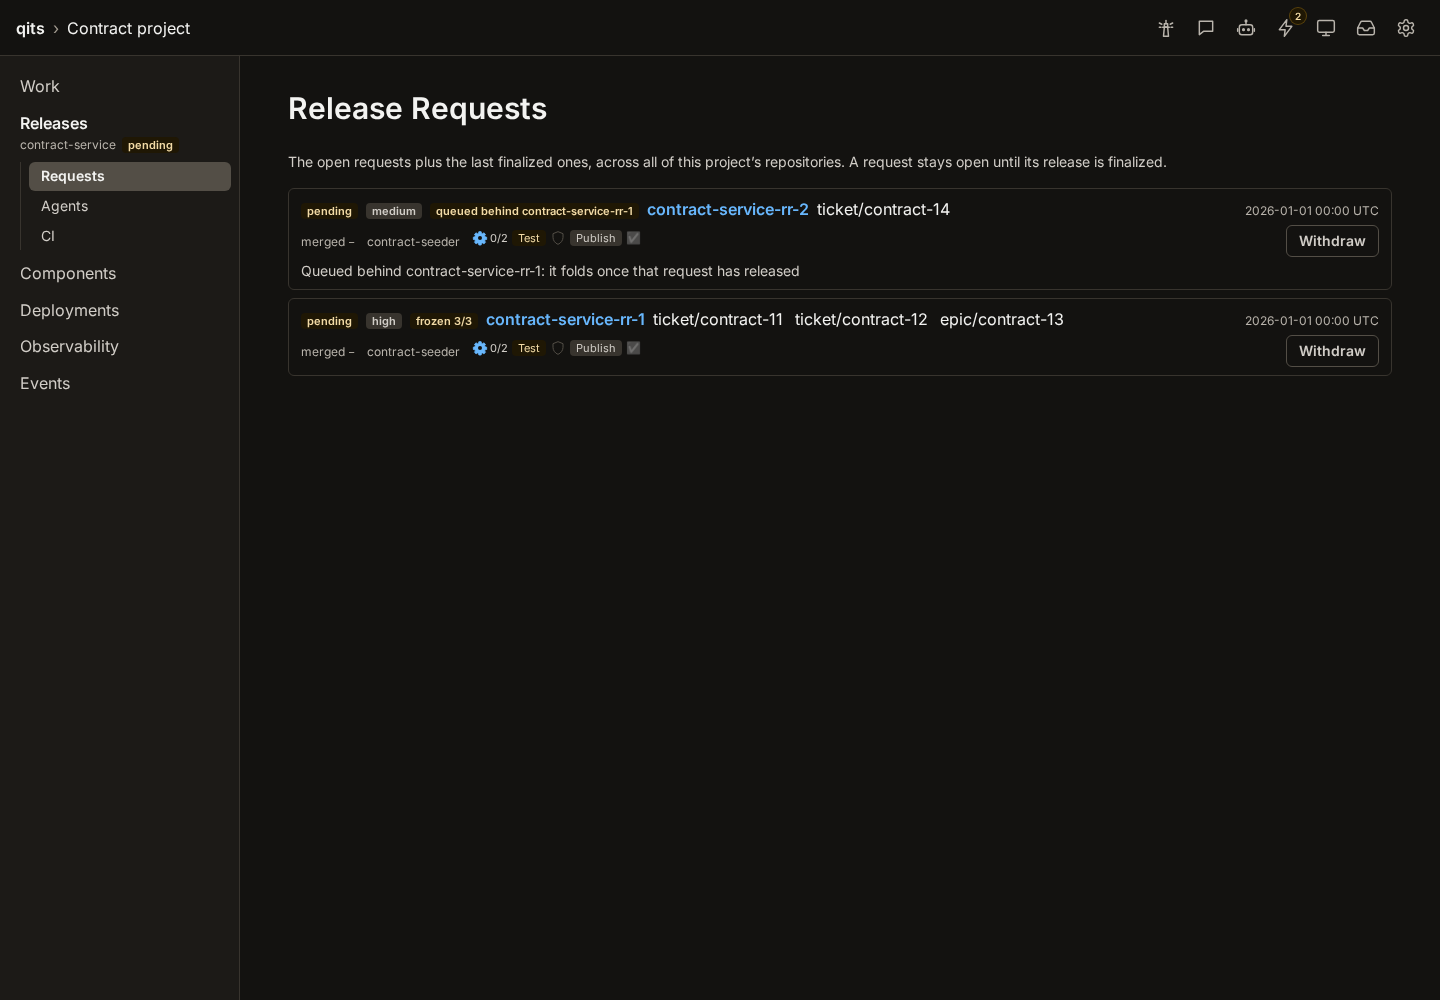 qits › Contract project
2
Work
Releases
contract-service pending
Requests
Agents
CI
Components
Deployments
Observability
Events
Release Requests
The open requests plus the last finalized ones, across all of this project’s repositories. A request stays open until its release is finalized.
pending medium queued behind contract-service-rr-1 contract-service-rr-2 ticket/contract-14 2026-01-01 00:00 UTC
merged – contract-seeder 0/2 Test Publish Withdraw
Queued behind contract-service-rr-1: it folds once that request has released
pending high frozen 3/3 contract-service-rr-1 ticket/contract-11 ticket/contract-12 epic/contract-13 2026-01-01 00:00 UTC
merged – contract-seeder 0/2 Test Publish Withdraw